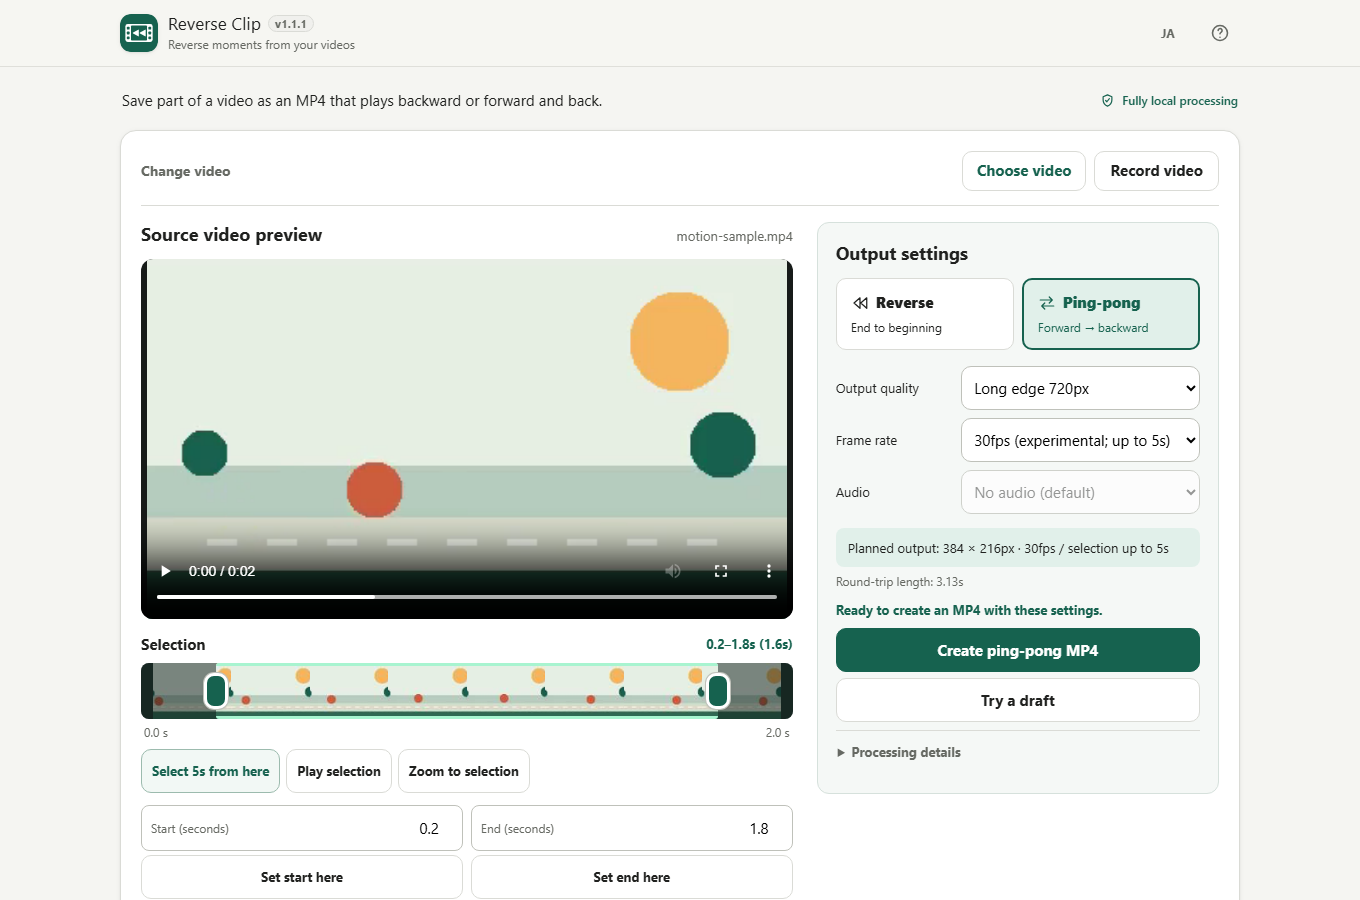 Reverse Clip v1.1.1
Reverse moments from your videos
JA
Save part of a video as an MP4 that plays backward or forward and back.
Fully local processing
Change video
Choose video
Record video
Source video preview
motion-sample.mp4
0:00 / 0:02
Selection
0.2–1.8s (1.6s)
0.0 s
2.0 s
Select 5s from here
Play selection
Zoom to selection
Start (seconds)
0.2
End (seconds)
1.8
Set start here
Set end here
Output settings
Reverse
End to beginning
Ping-pong
Forward → backward
Output quality
Long edge 720px
Frame rate
30fps (experimental; up to 5s)
Audio
No audio (default)
Planned output: 384 × 216px · 30fps / selection up to 5s
Round-trip length: 3.13s
Ready to create an MP4 with these settings.
Create ping-pong MP4
Try a draft
Processing details